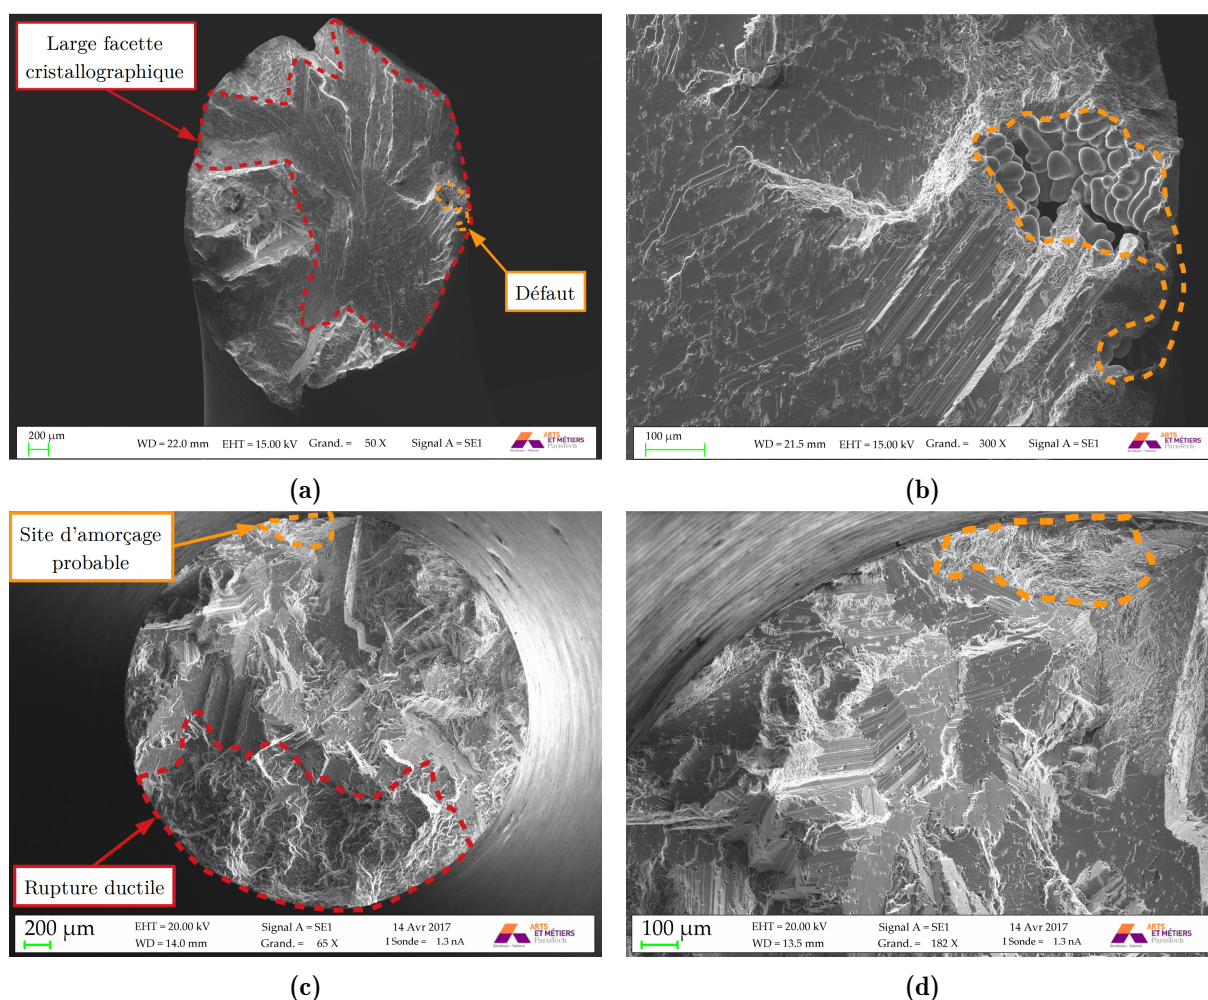 Large facette
cristallographique
Défaut
200 µm
WD = 22.0 mm EHT = 15.00 kV Grand. = 50 X Signal A = SE1
ARTS
ET MÉTIERS
ParisTech
(a)
100 µm
WD = 21.5 mm EHT = 15.00 kV Grand. = 300 X Signal A = SE1
ARTS
ET MÉTIERS
ParisTech
(b)
Site d'amorçage
probable
Rupture ductile
200 µm
EHT = 20.00 kV Signal A = SE1 14 Avr 2017
WD = 14.0 mm Grand. = 65 X I Sonde = 1.3 nA
ARTS
ET MÉTIERS
ParisTech
(c)
100 µm
EHT = 20.00 kV Signal A = SE1 14 Avr 2017
WD = 13.5 mm Grand. = 182 X I Sonde = 1.3 nA
ARTS
ET MÉTIERS
ParisTech
(d)